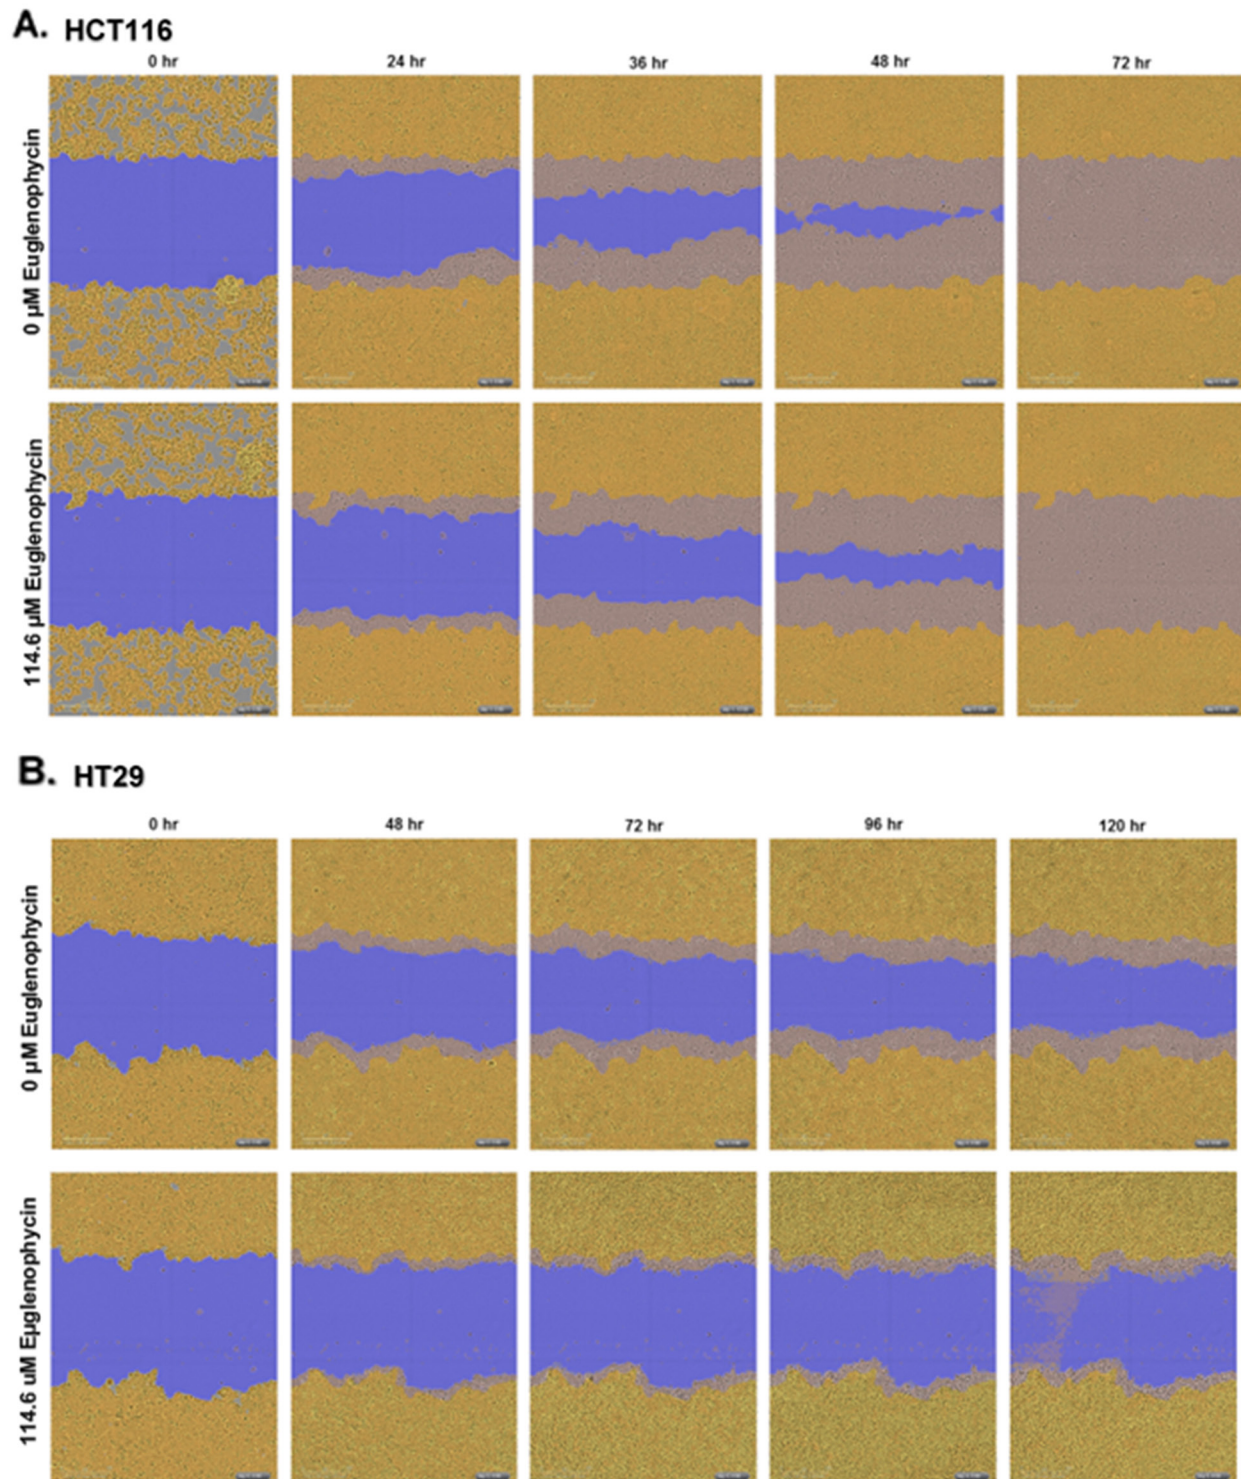 A. HCT116
0 hr 24 hr 36 hr 48 hr 72 hr
0 µM Euglenophycin
114.6 µM Euglenophycin
B. HT29
0 hr 48 hr 72 hr 96 hr 120 hr
0 µM Euglenophycin
114.6 uM Eµglenophycin